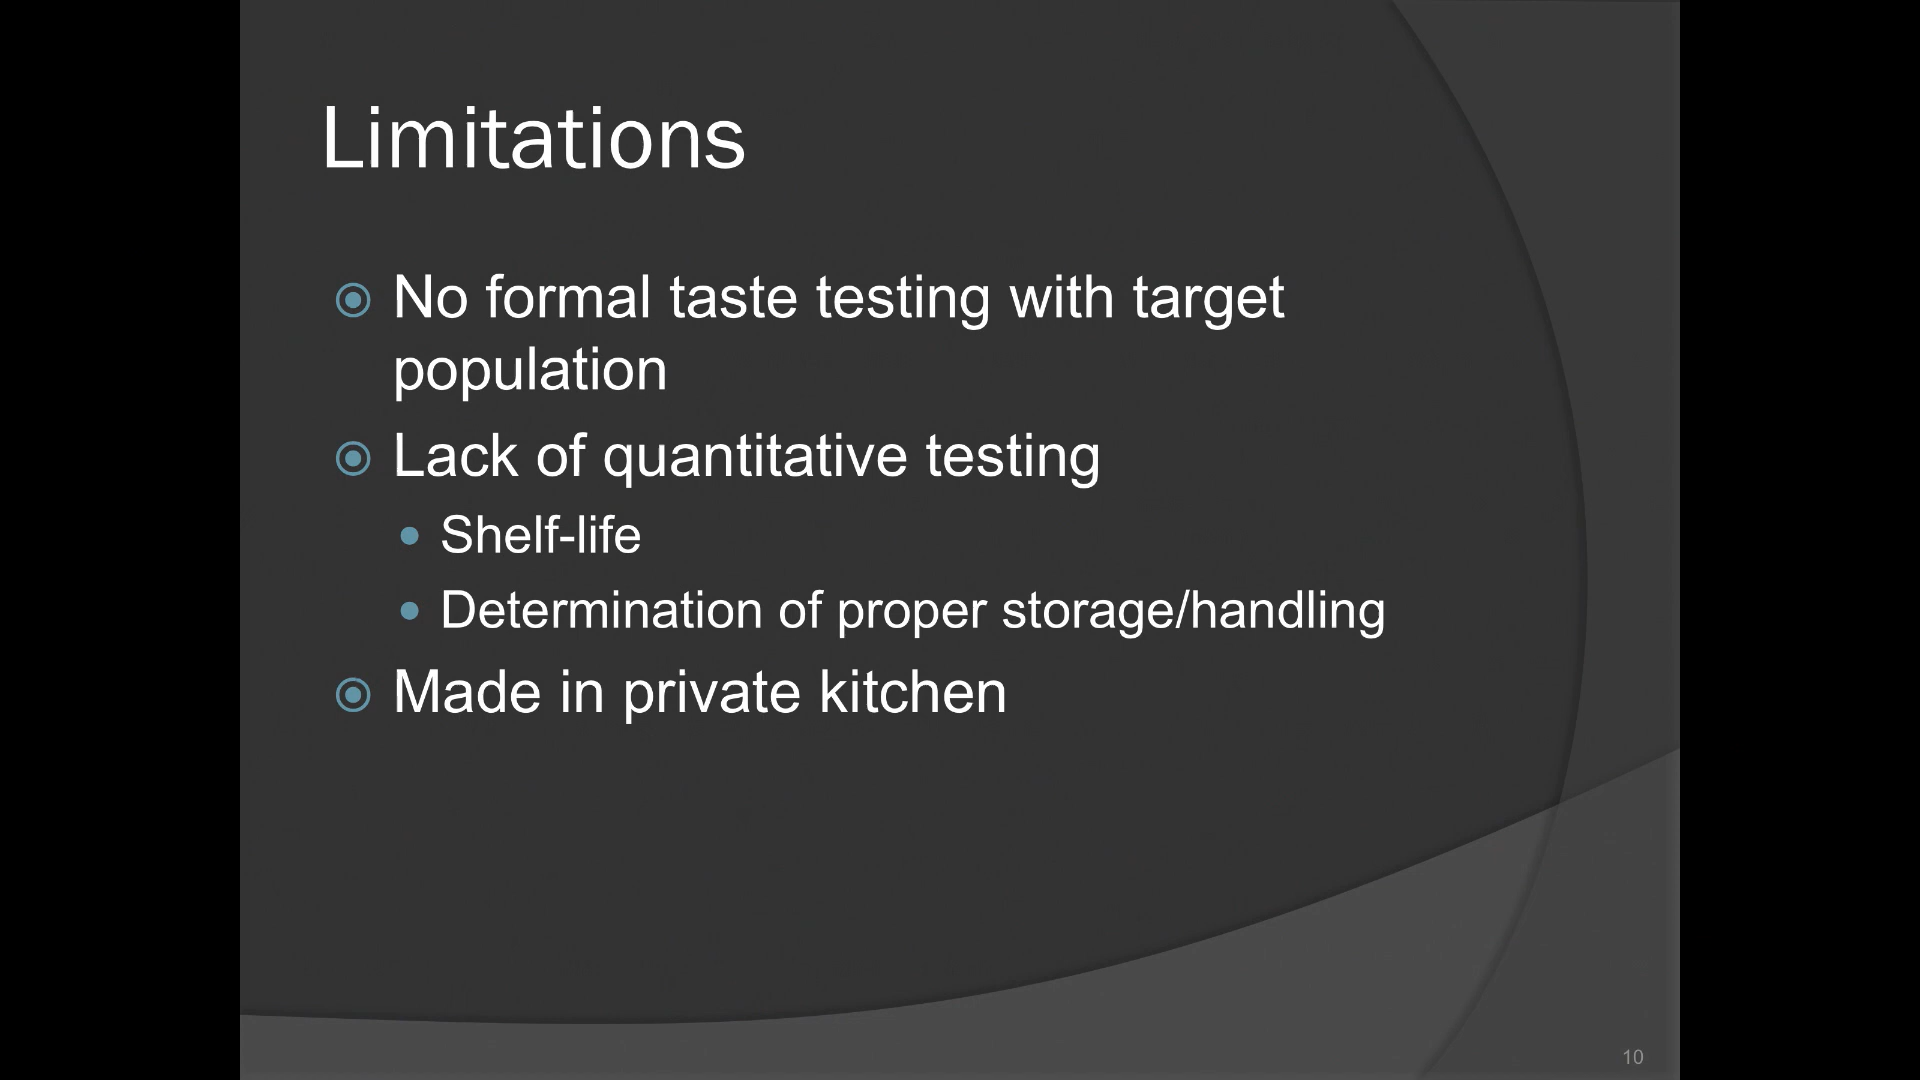 Limitations
No formal taste testing with target
population
Lack of quantitative testing
Shelf-life
Determination of proper storage/handling
Made in private kitchen
10